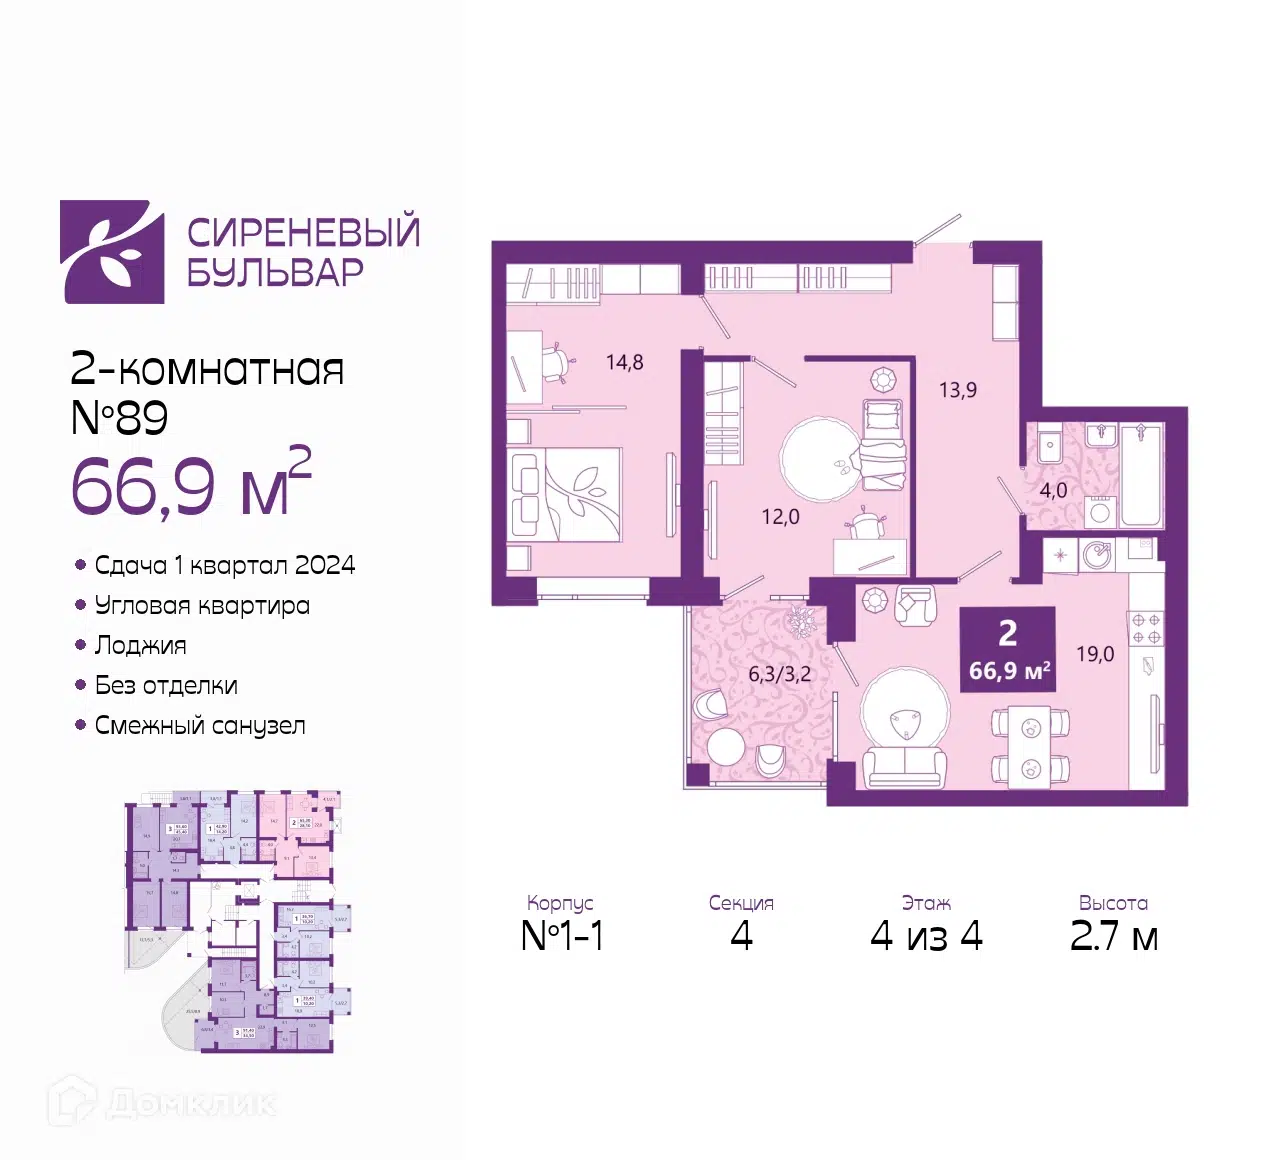 СИРЕНЕВЫЙ
БУЛЬВАР
2-комнатная
№89
66,9 м²
• Сдача 1 квартал 2024
• Угловая квартира
• Лоджия
• Без отделки
• Смежный санузел
14,8
13,9
12,0
4,0
6,3/3,2
19,0
2
66,9 м²
Корпус
№1-1
Секция
4
Этаж
4 из 4
Высота
2.7 м
Домклик